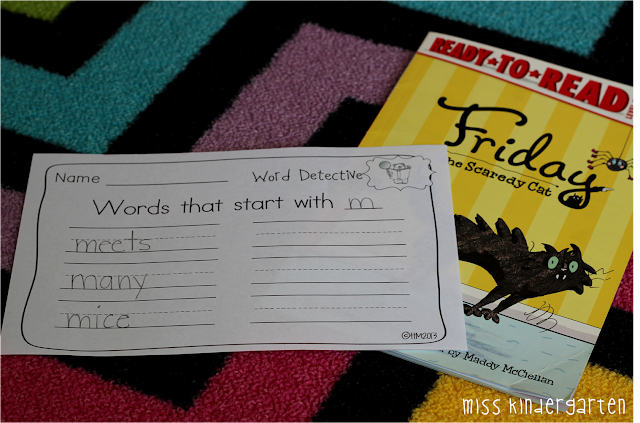 Name
Word Detective
Words that start with m
meets
many
mice
©HM2013
READY-TO-READ
Friday
the Scaredy Cat
by Maddy McClellan
miss kindergarten